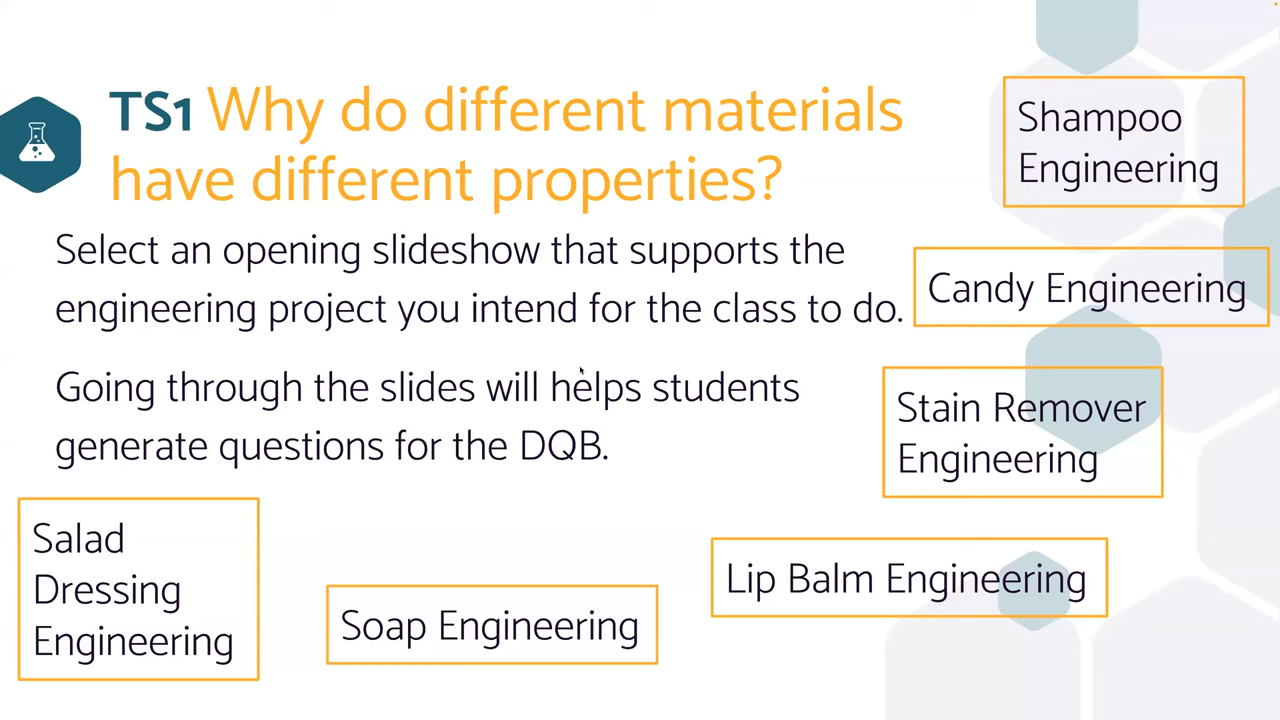 TS1 Why do different materials
have different properties?
Select an opening slideshow that supports the
engineering project you intend for the class to do.
Going through the slides will helps students
generate questions for the DQB.
Shampoo
Engineering
Candy Engineering
Stain Remover
Engineering
Lip Balm Engineering
Soap Engineering
Salad
Dressing
Engineering